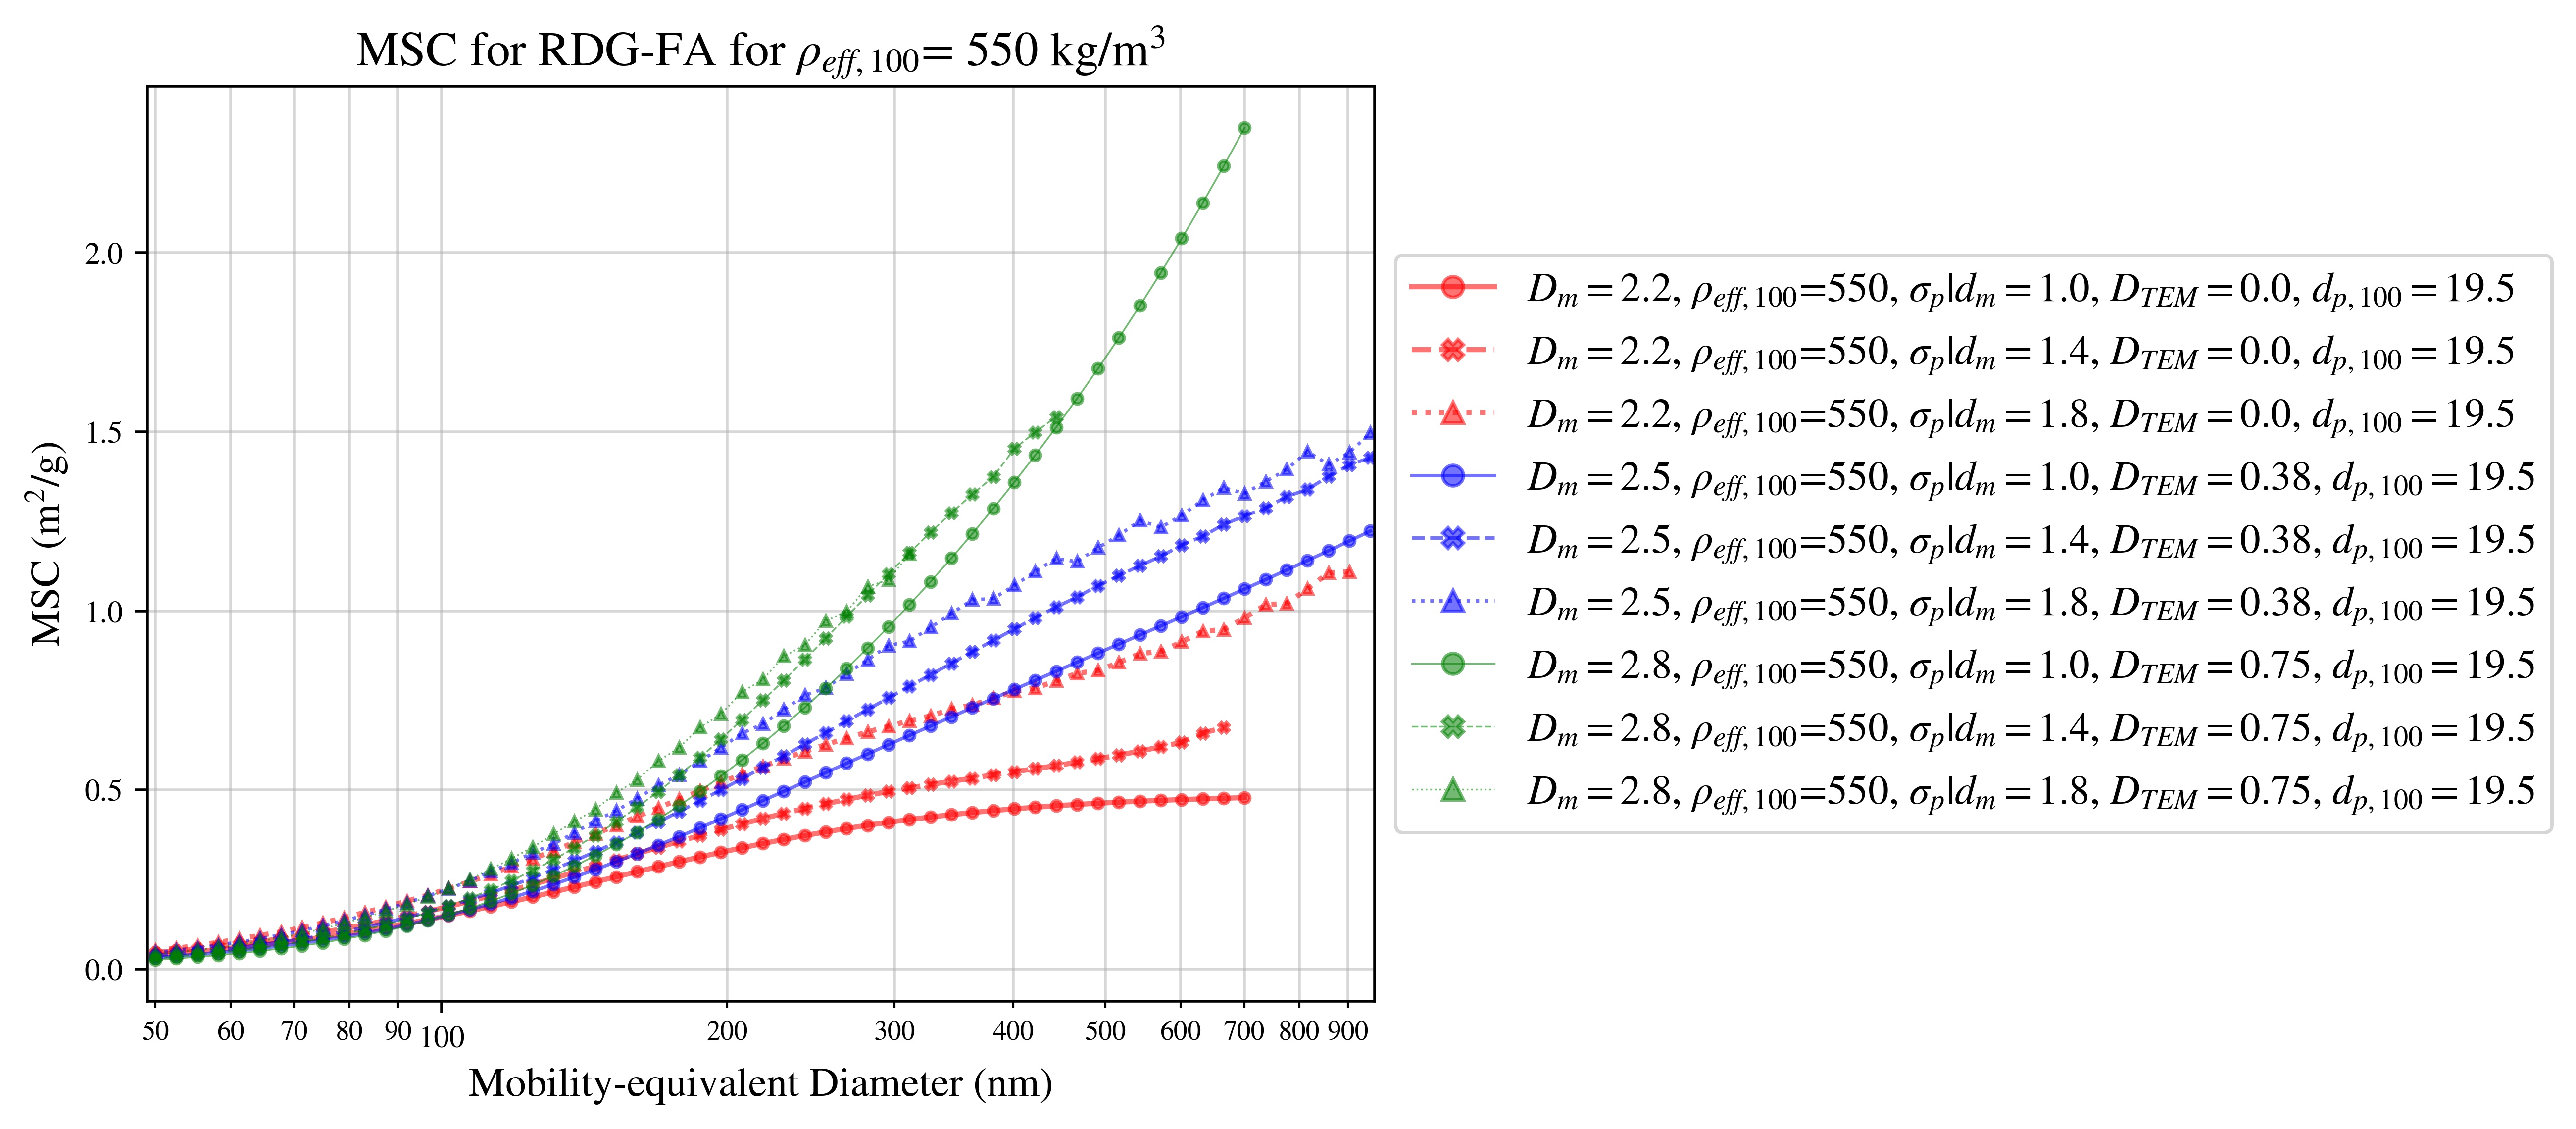 MSC for RDG-FA for ρeff,100= 550 kg/m³
MSC (m²/g)
2.0
1.5
1.0
0.5
0.0
50 60 70 80 90 100 200 300 400 500 600 700 800 900
Mobility-equivalent Diameter (nm)
Dm = 2.2, ρeff,100=550, σp|dm = 1.0, DTEM = 0.0, dp,100 = 19.5
Dm = 2.2, ρeff,100=550, σp|dm = 1.4, DTEM = 0.0, dp,100 = 19.5
Dm = 2.2, ρeff,100=550, σp|dm = 1.8, DTEM = 0.0, dp,100 = 19.5
Dm = 2.5, ρeff,100=550, σp|dm = 1.0, DTEM = 0.38, dp,100 = 19.5
Dm = 2.5, ρeff,100=550, σp|dm = 1.4, DTEM = 0.38, dp,100 = 19.5
Dm = 2.5, ρeff,100=550, σp|dm = 1.8, DTEM = 0.38, dp,100 = 19.5
Dm = 2.8, ρeff,100=550, σp|dm = 1.0, DTEM = 0.75, dp,100 = 19.5
Dm = 2.8, ρeff,100=550, σp|dm = 1.4, DTEM = 0.75, dp,100 = 19.5
Dm = 2.8, ρeff,100=550, σp|dm = 1.8, DTEM = 0.75, dp,100 = 19.5